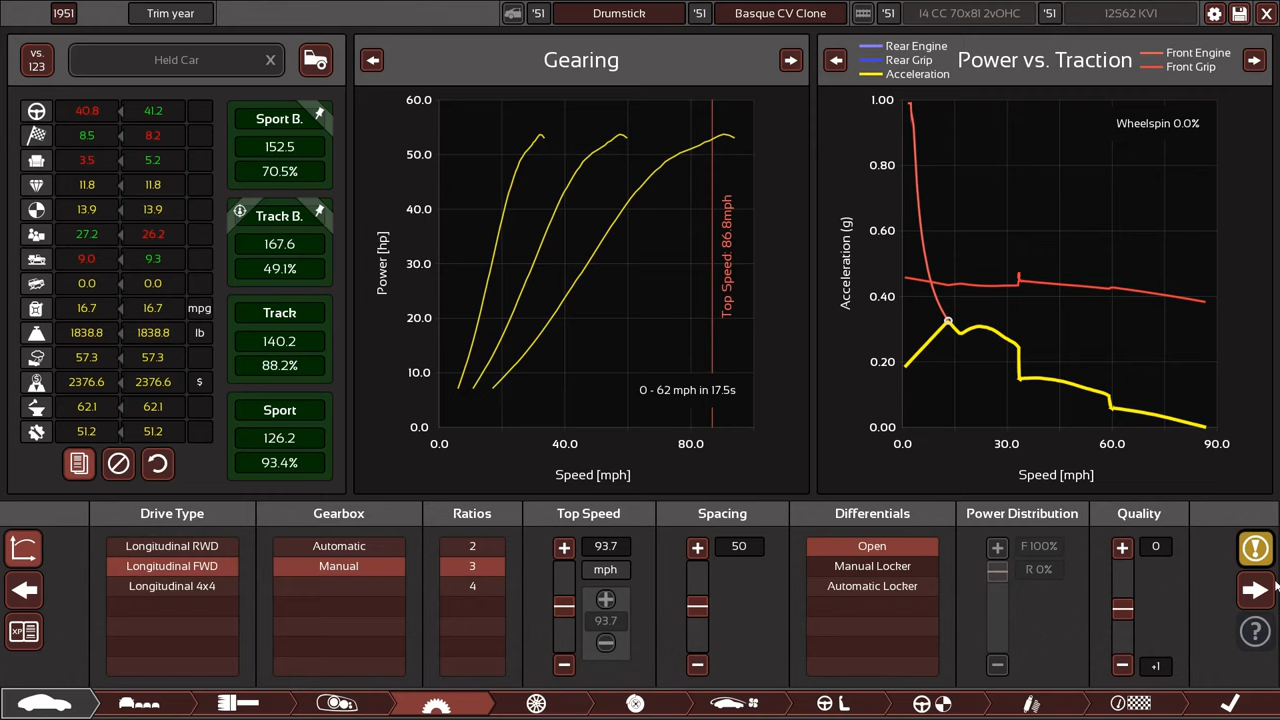 1951
Trim year
'51
Drumstick
'51
Basque CV Clone
'51
I4 CC 70x81 2vOHC
'51
12562 KVI
vs.
123
Held Car
X
40.8 41.2
8.5 8.2
3.5 5.2
11.8 11.8
13.9 13.9
27.2 26.2
9.0 9.3
0.0 0.0
16.7 16.7 mpg
1838.8 1838.8 lb
57.3 57.3
2376.6 2376.6 $
62.1 62.1
51.2 51.2
Sport B.
152.5
70.5%
Track B.
167.6
49.1%
Track
140.2
88.2%
Sport
126.2
93.4%
Gearing
60.0
50.0
40.0
30.0
20.0
10.0
0.0
Power [hp]
Top Speed: 86.8mph
0 - 62 mph in 17.5s
0.0 40.0 80.0
Speed [mph]
Rear Engine
Rear Grip
Acceleration
Power vs. Traction
Front Engine
Front Grip
Wheelspin 0.0%
1.00
0.80
0.60
0.40
0.20
0.00
Acceleration (g)
0.0 30.0 60.0 90.0
Speed [mph]
Drive Type
Longitudinal RWD
Longitudinal FWD
Longitudinal 4x4
Gearbox
Automatic
Manual
Ratios
2
3
4
Top Speed
93.7
mph
93.7
Spacing
50
Differentials
Open
Manual Locker
Automatic Locker
Power Distribution
F 100%
R 0%
Quality
0
+1
XP
?